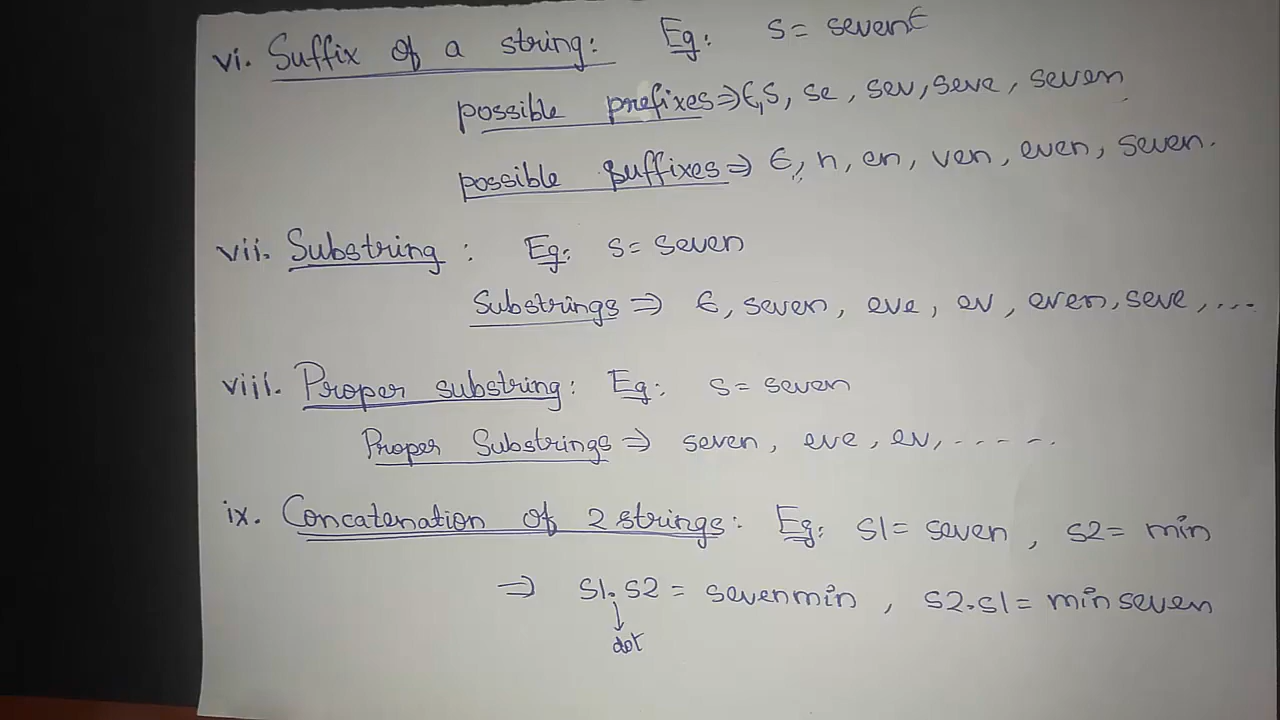 vi. Suffix of a string: Eg: S = sevenϵ
possible prefixes ⇒ ϵ, S, se, sev, seve, seven
possible suffixes ⇒ ϵ, n, en, ven, even, seven.
vii. Substring : Eg: S = seven
Substrings ⇒ ϵ, seven, eve, ev, even, seve, ....
viii. Proper substring: Eg: S = seven
Proper Substrings ⇒ seven, eve, ev, - - - - -.
ix. Concatenation of 2 strings: Eg: S1 = seven, S2 = min
⇒ S1.S2 = sevenmin, S2.S1 = minseven
↓
dot